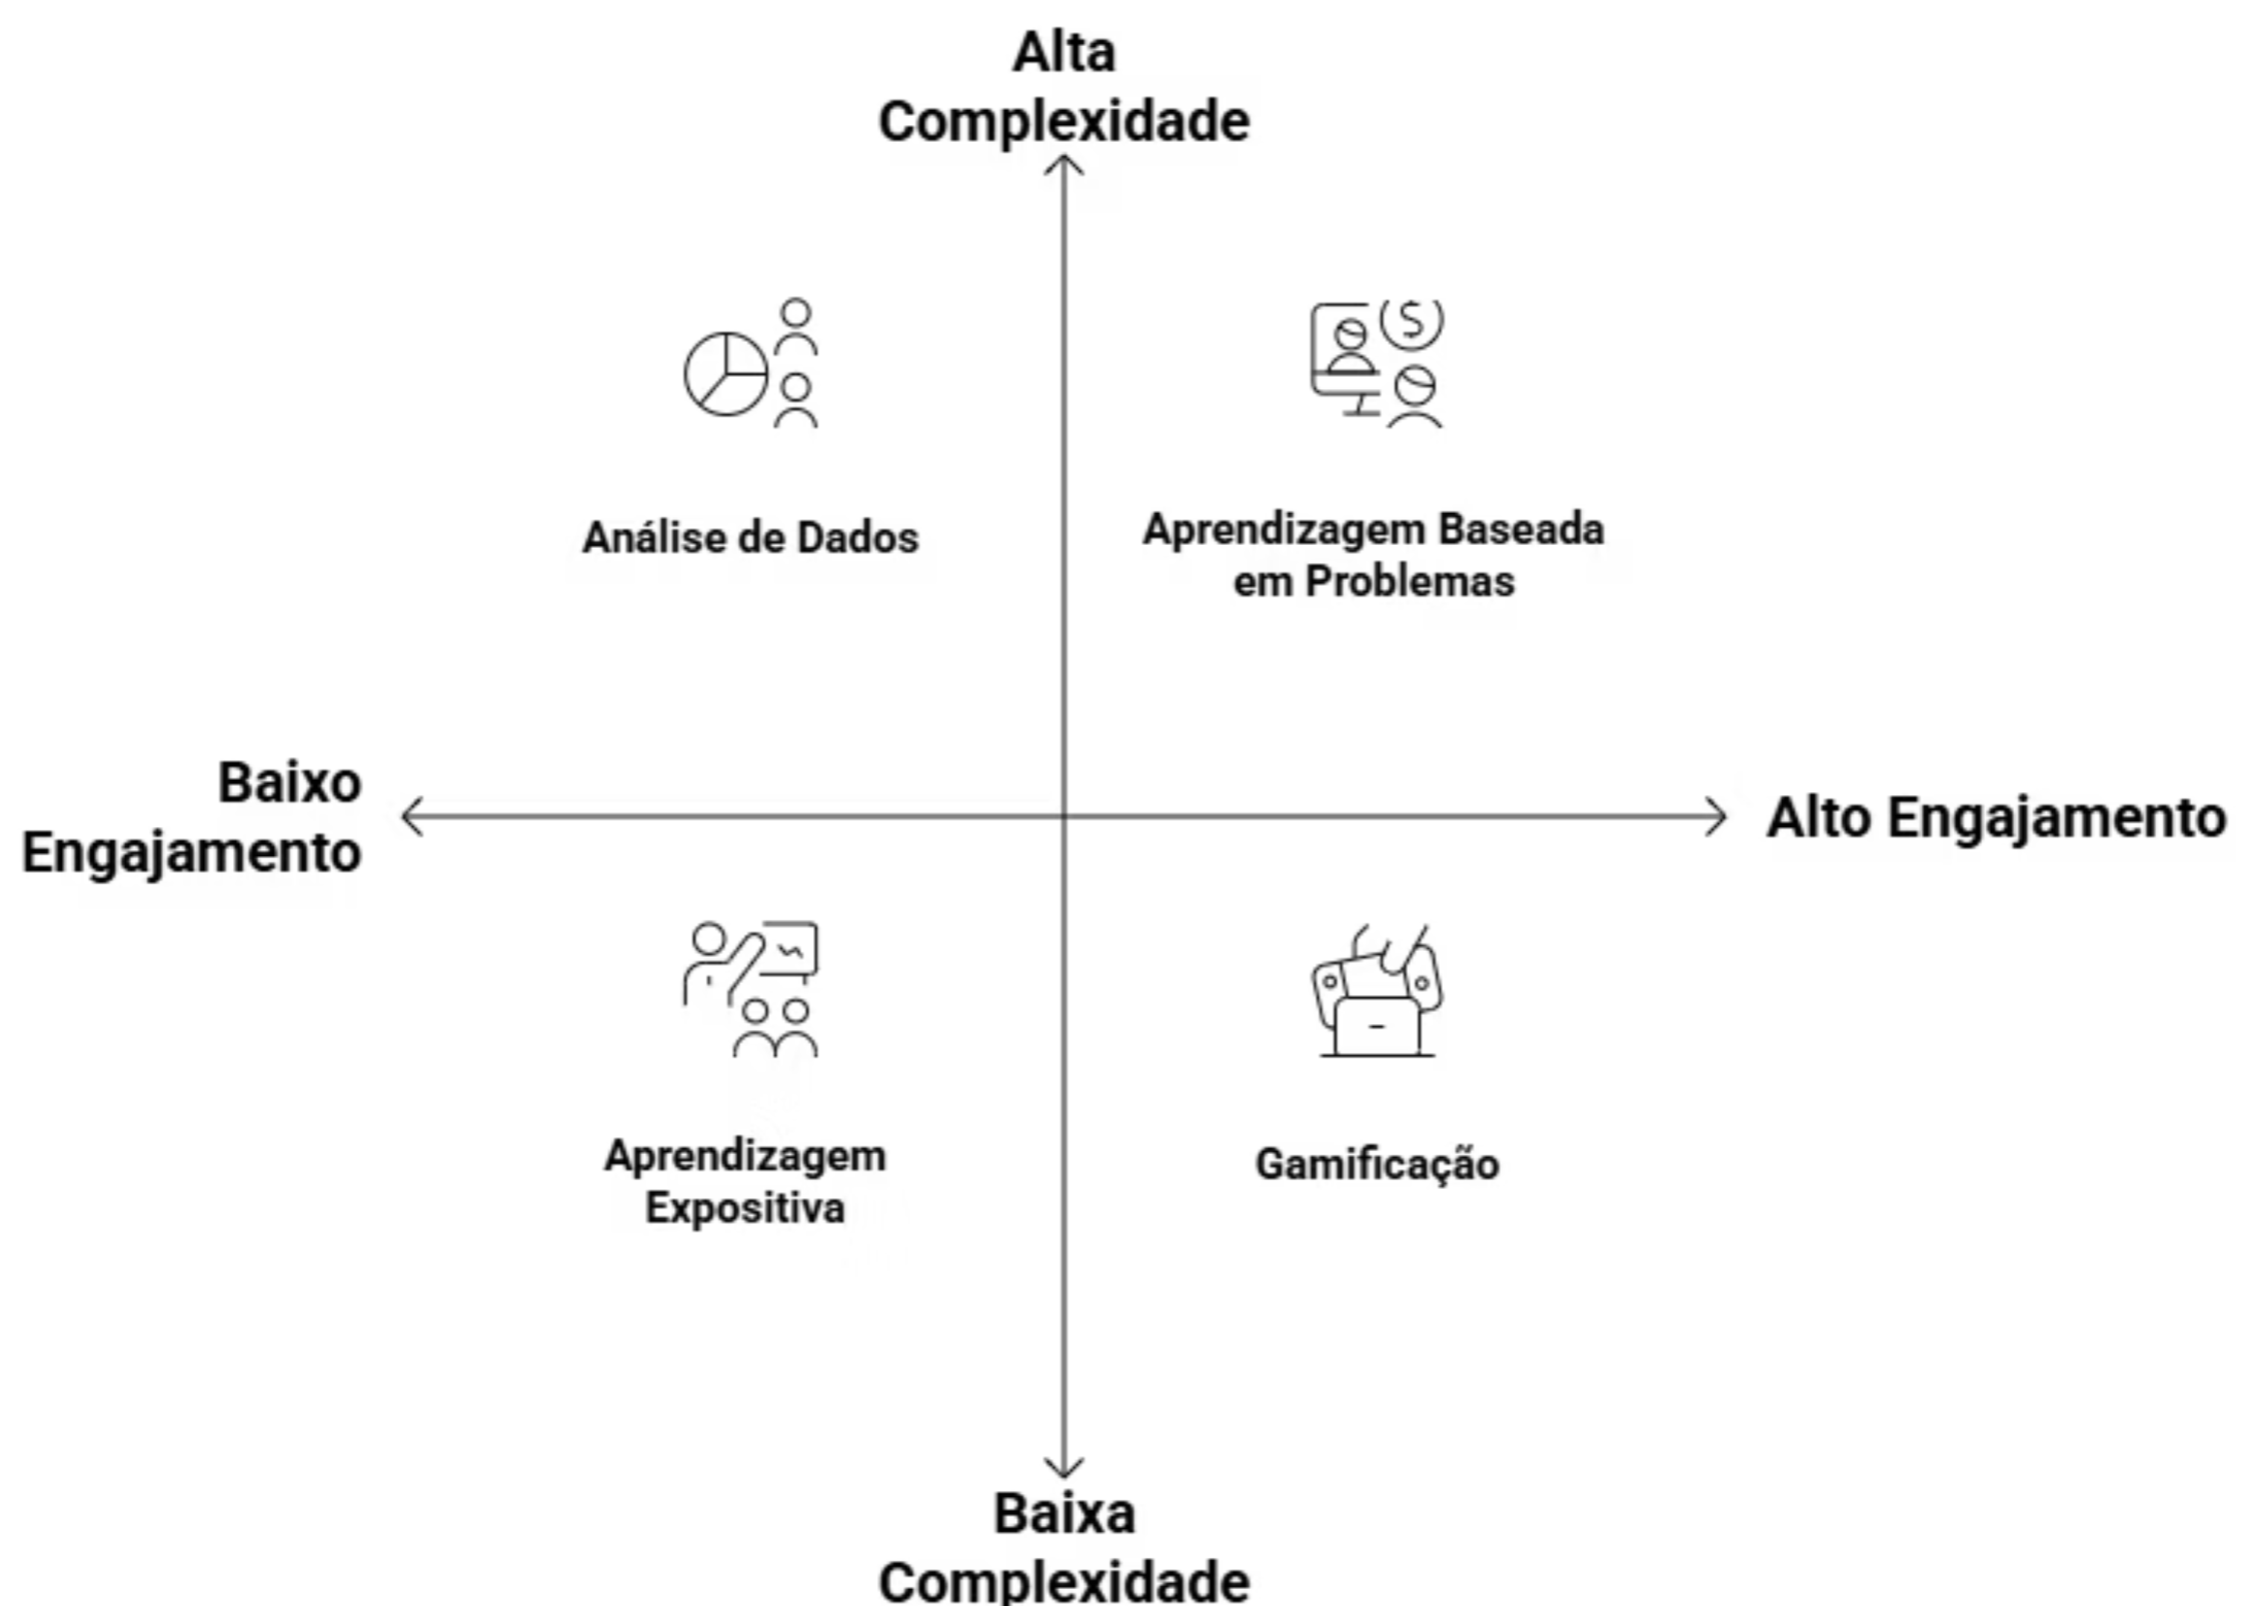 Alta
Complexidade
Análise de Dados
Aprendizagem Baseada
em Problemas
Baixo
Engajamento
Alto Engajamento
Aprendizagem
Expositiva
Gamificação
Baixa
Complexidade